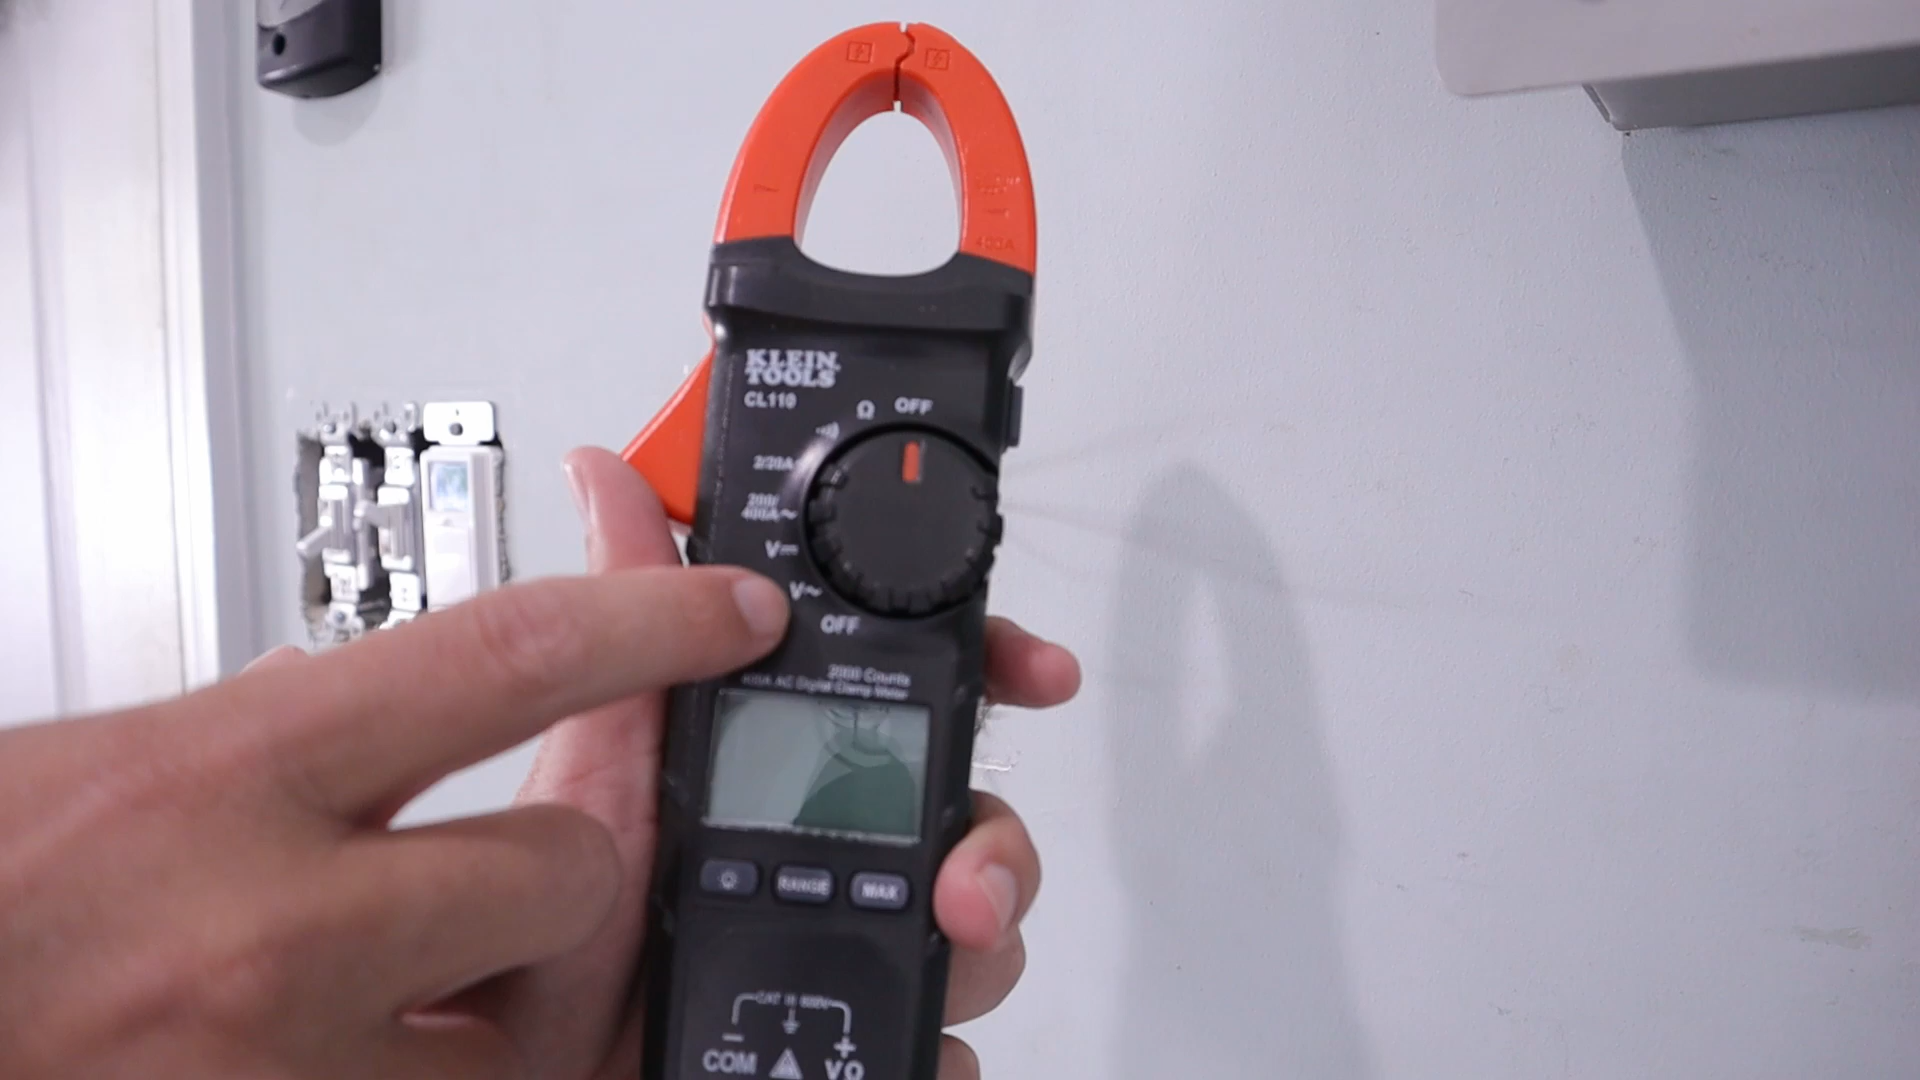 400A
KLEIN
TOOLS
CL110
Ω OFF
2/20A
200/
400A~
V⎓
V~
OFF
2000 Counts
400A AC Digital Clamp Meter
RANGE MAX
CAT III 600V
− +
COM VΩ